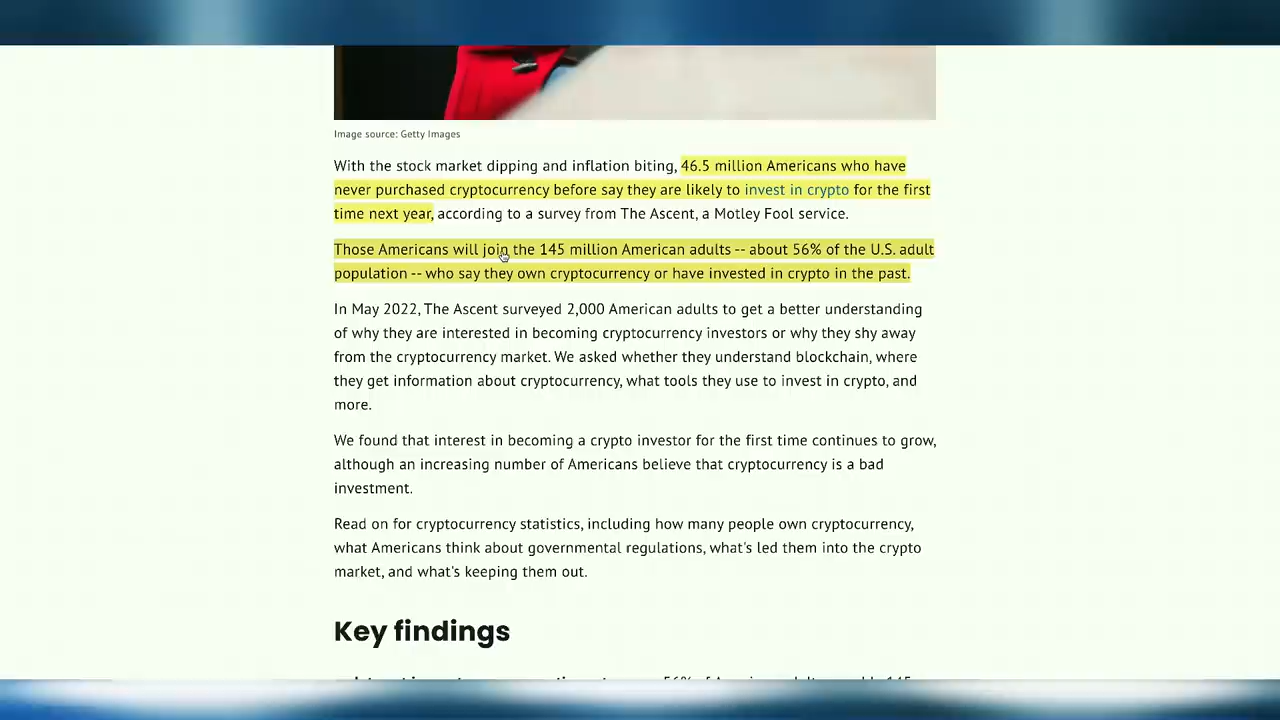 Image source: Getty Images
With the stock market dipping and inflation biting, 46.5 million Americans who have
never purchased cryptocurrency before say they are likely to invest in crypto for the first
time next year, according to a survey from The Ascent, a Motley Fool service.
Those Americans will join the 145 million American adults -- about 56% of the U.S. adult
population -- who say they own cryptocurrency or have invested in crypto in the past.
In May 2022, The Ascent surveyed 2,000 American adults to get a better understanding
of why they are interested in becoming cryptocurrency investors or why they shy away
from the cryptocurrency market. We asked whether they understand blockchain, where
they get information about cryptocurrency, what tools they use to invest in crypto, and
more.
We found that interest in becoming a crypto investor for the first time continues to grow,
although an increasing number of Americans believe that cryptocurrency is a bad
investment.
Read on for cryptocurrency statistics, including how many people own cryptocurrency,
what Americans think about governmental regulations, what's led them into the crypto
market, and what's keeping them out.
Key findings